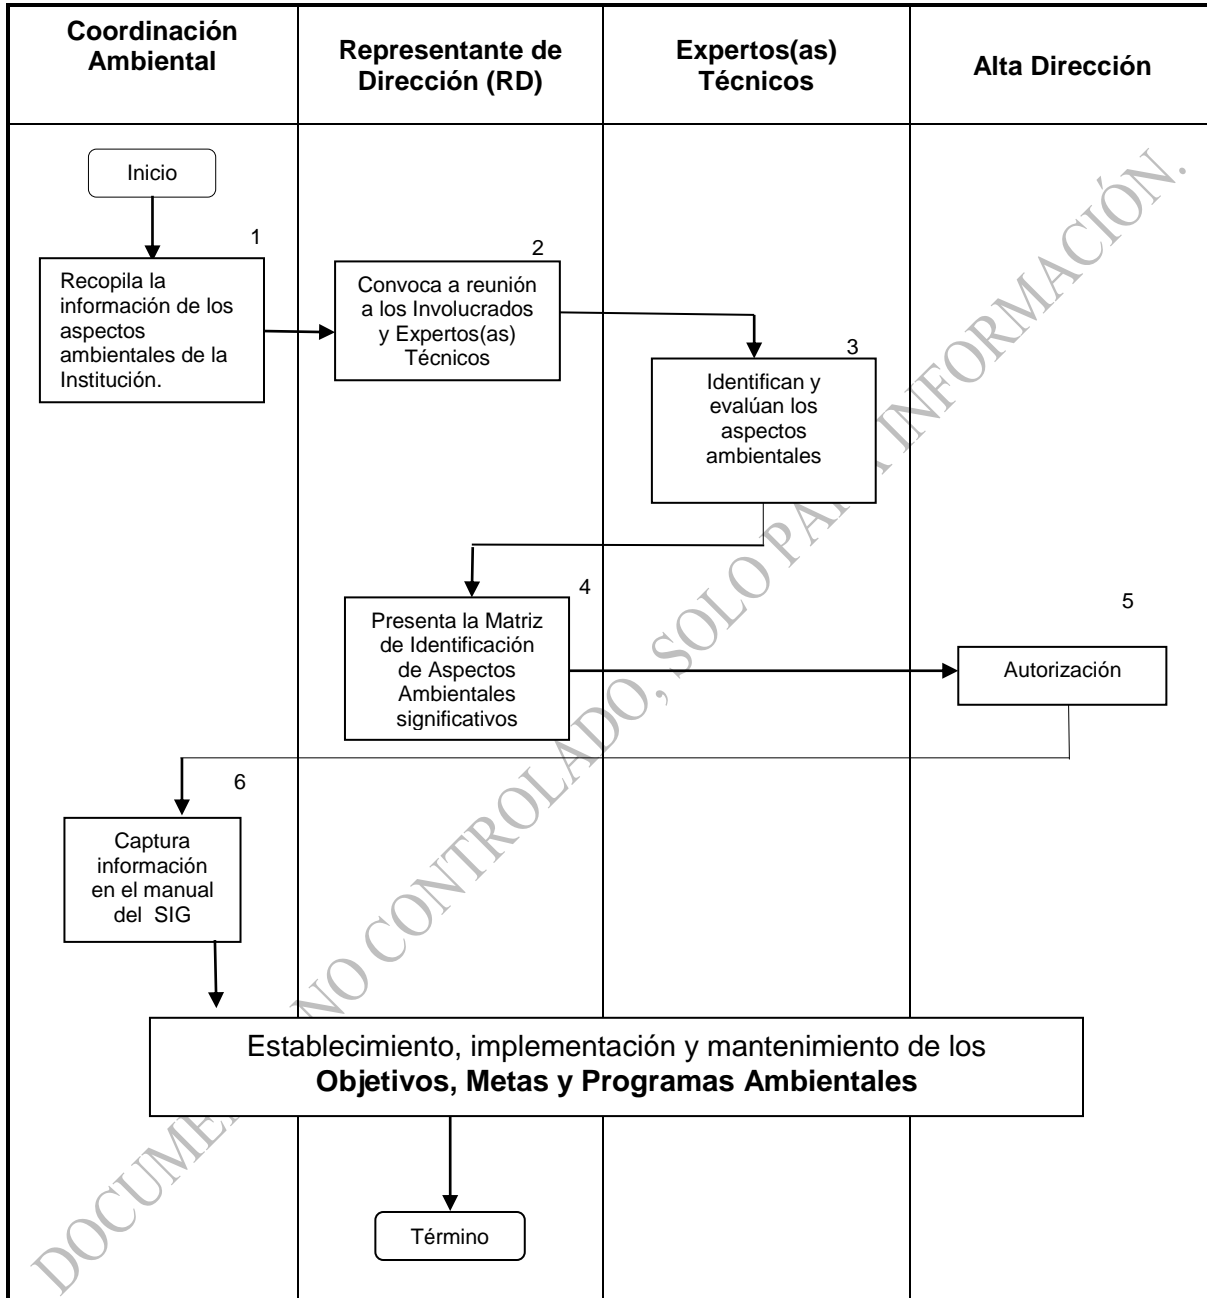 Coordinación
Ambiental
Representante de
Dirección (RD)
Expertos(as)
Técnicos
Alta Dirección
Inicio
1
Recopila la
información de los
aspectos
ambientales de la
Institución.
2
Convoca a reunión
a los Involucrados
y Expertos(as)
Técnicos
3
Identifican y
evalúan los
aspectos
ambientales
4
Presenta la Matriz
de Identificación
de Aspectos
Ambientales
significativos
5
Autorización
6
Captura
información
en el manual
del SIG
Establecimiento, implementación y mantenimiento de los
Objetivos, Metas y Programas Ambientales
Término
DOCUMENTO NO CONTROLADO, SOLO PARA INFORMACIÓN.